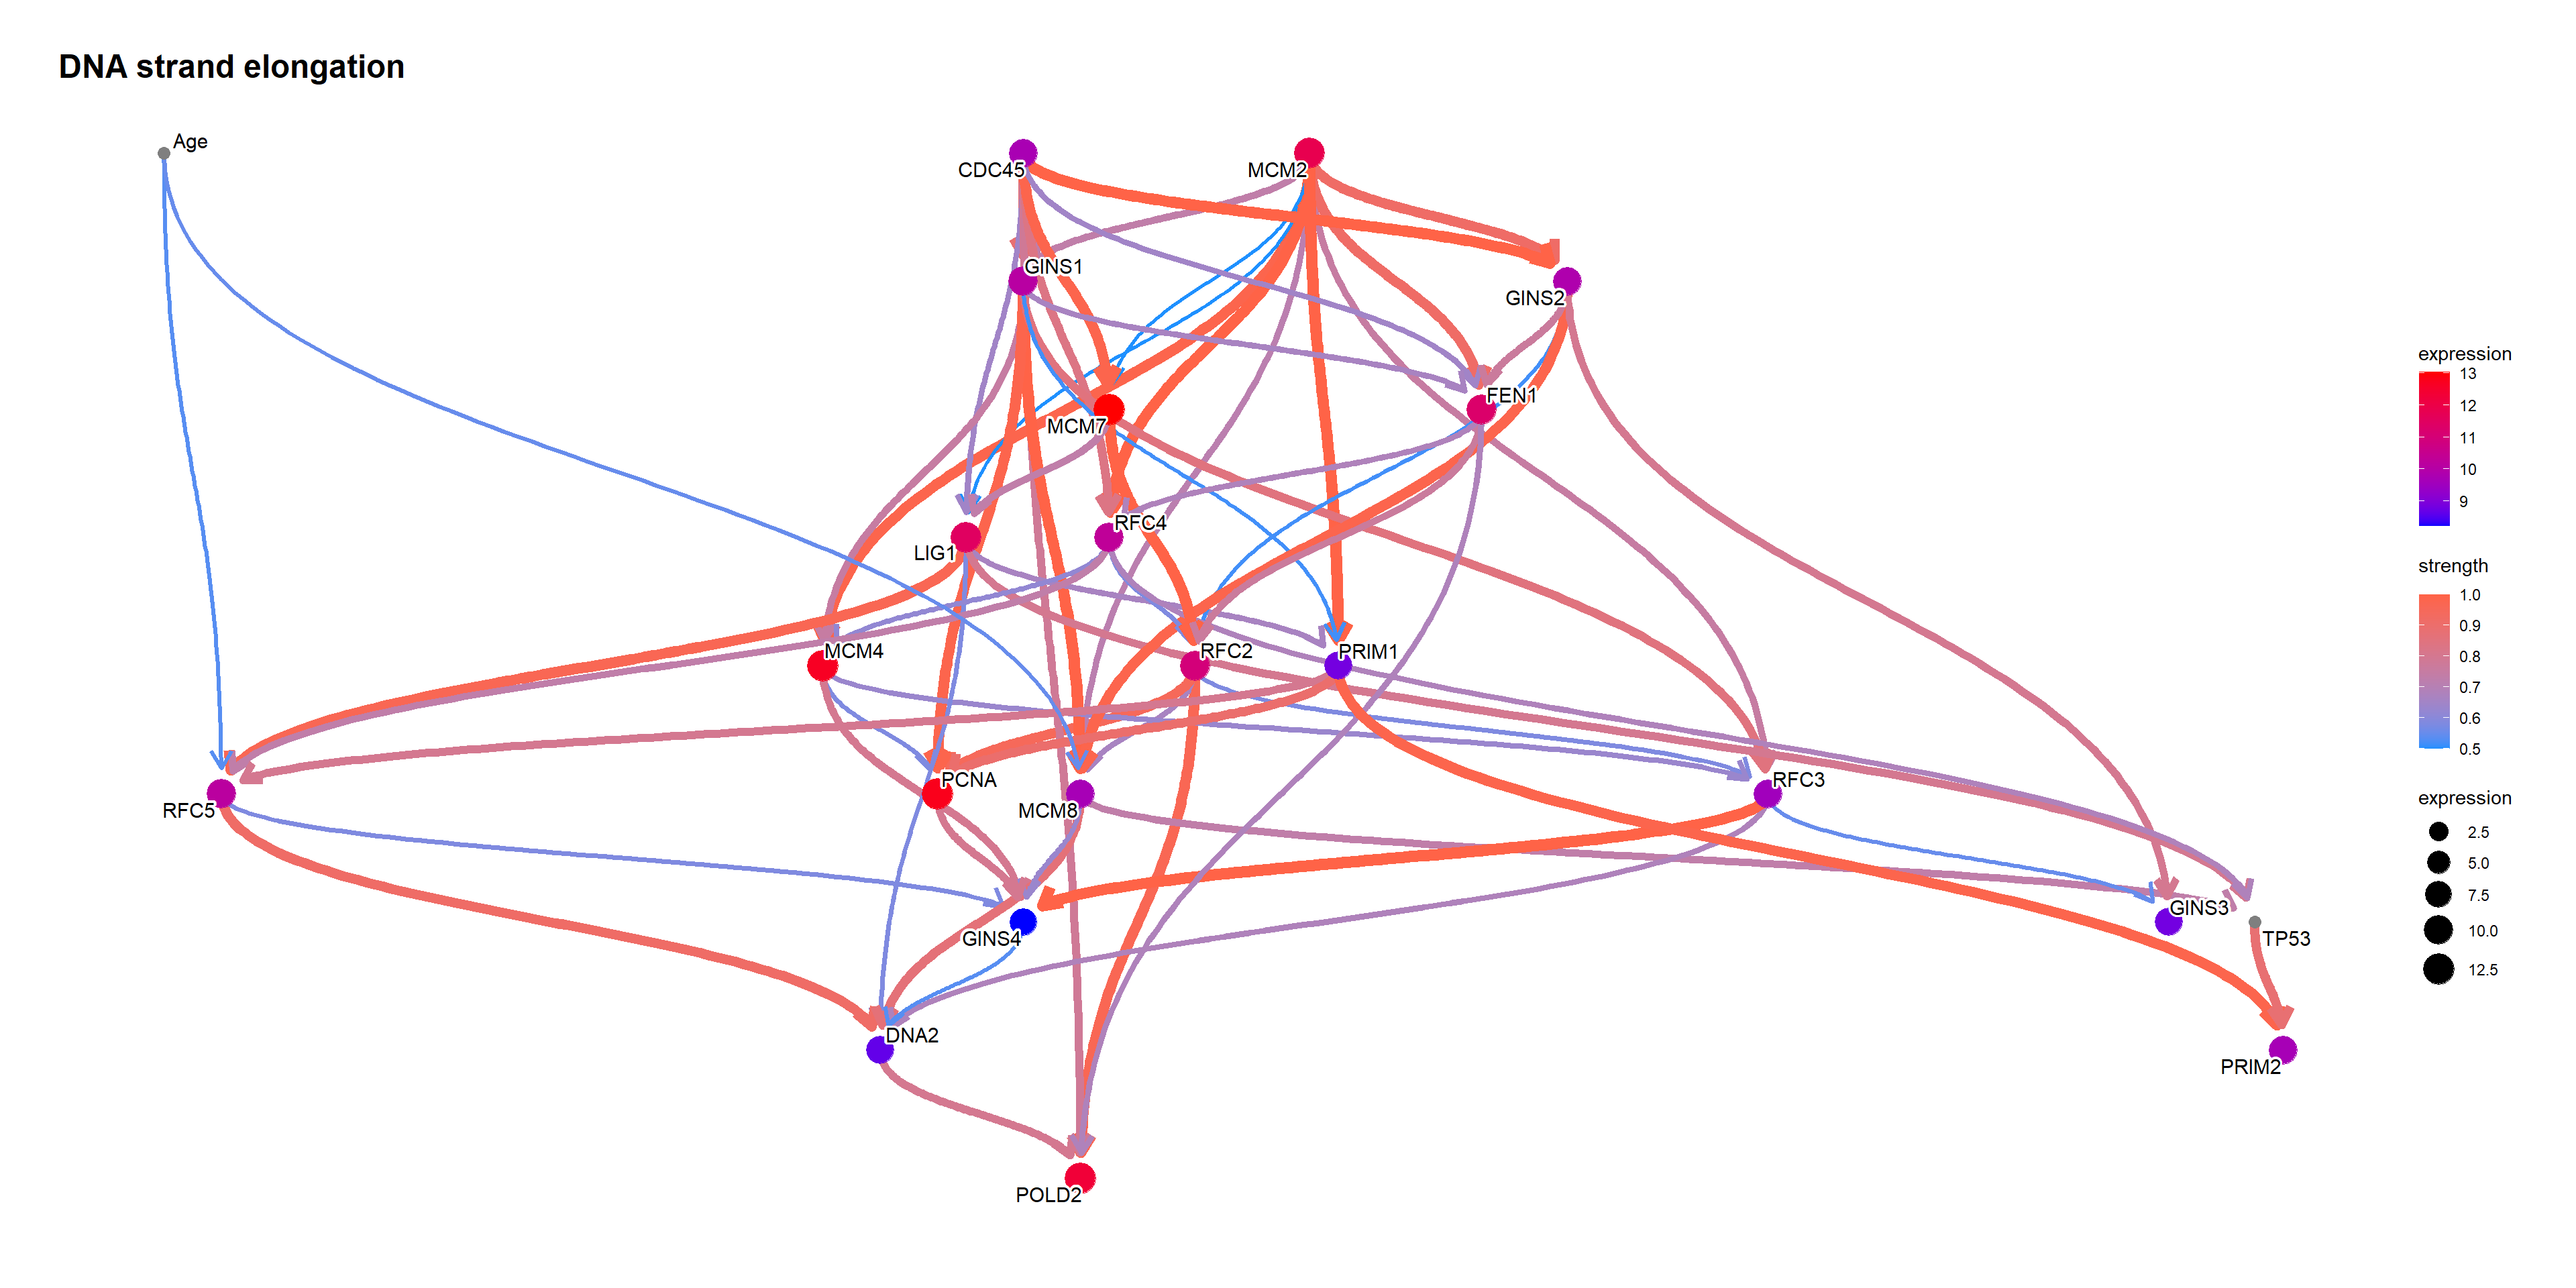 DNA strand elongation
Age
CDC45
MCM2
GINS1
GINS2
MCM7
FEN1
LIG1
RFC4
MCM4
RFC2
PRIM1
RFC5
PCNA
MCM8
RFC3
GINS4
GINS3
TP53
DNA2
PRIM2
POLD2
expression
13
12
11
10
9
strength
1.0
0.9
0.8
0.7
0.6
0.5
expression
2.5
5.0
7.5
10.0
12.5